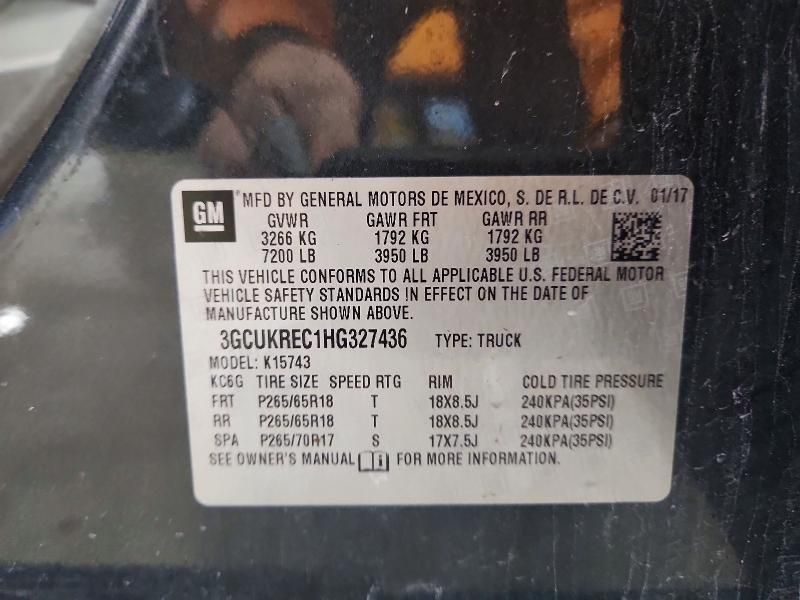 GM MFD BY GENERAL MOTORS DE MEXICO, S. DE R.L. DE C.V. 01/17
GVWR GAWR FRT GAWR RR
3266 KG 1792 KG 1792 KG
7200 LB 3950 LB 3950 LB
THIS VEHICLE CONFORMS TO ALL APPLICABLE U.S. FEDERAL MOTOR
VEHICLE SAFETY STANDARDS IN EFFECT ON THE DATE OF
MANUFACTURE SHOWN ABOVE.
3GCUKREC1HG327436 TYPE: TRUCK
MODEL: K15743
KC6G TIRE SIZE SPEED RTG RIM COLD TIRE PRESSURE
FRT P265/65R18 T 18X8.5J 240KPA(35PSI)
RR P265/65R18 T 18X8.5J 240KPA(35PSI)
SPA P265/70R17 S 17X7.5J 240KPA(35PSI)
SEE OWNER'S MANUAL FOR MORE INFORMATION.